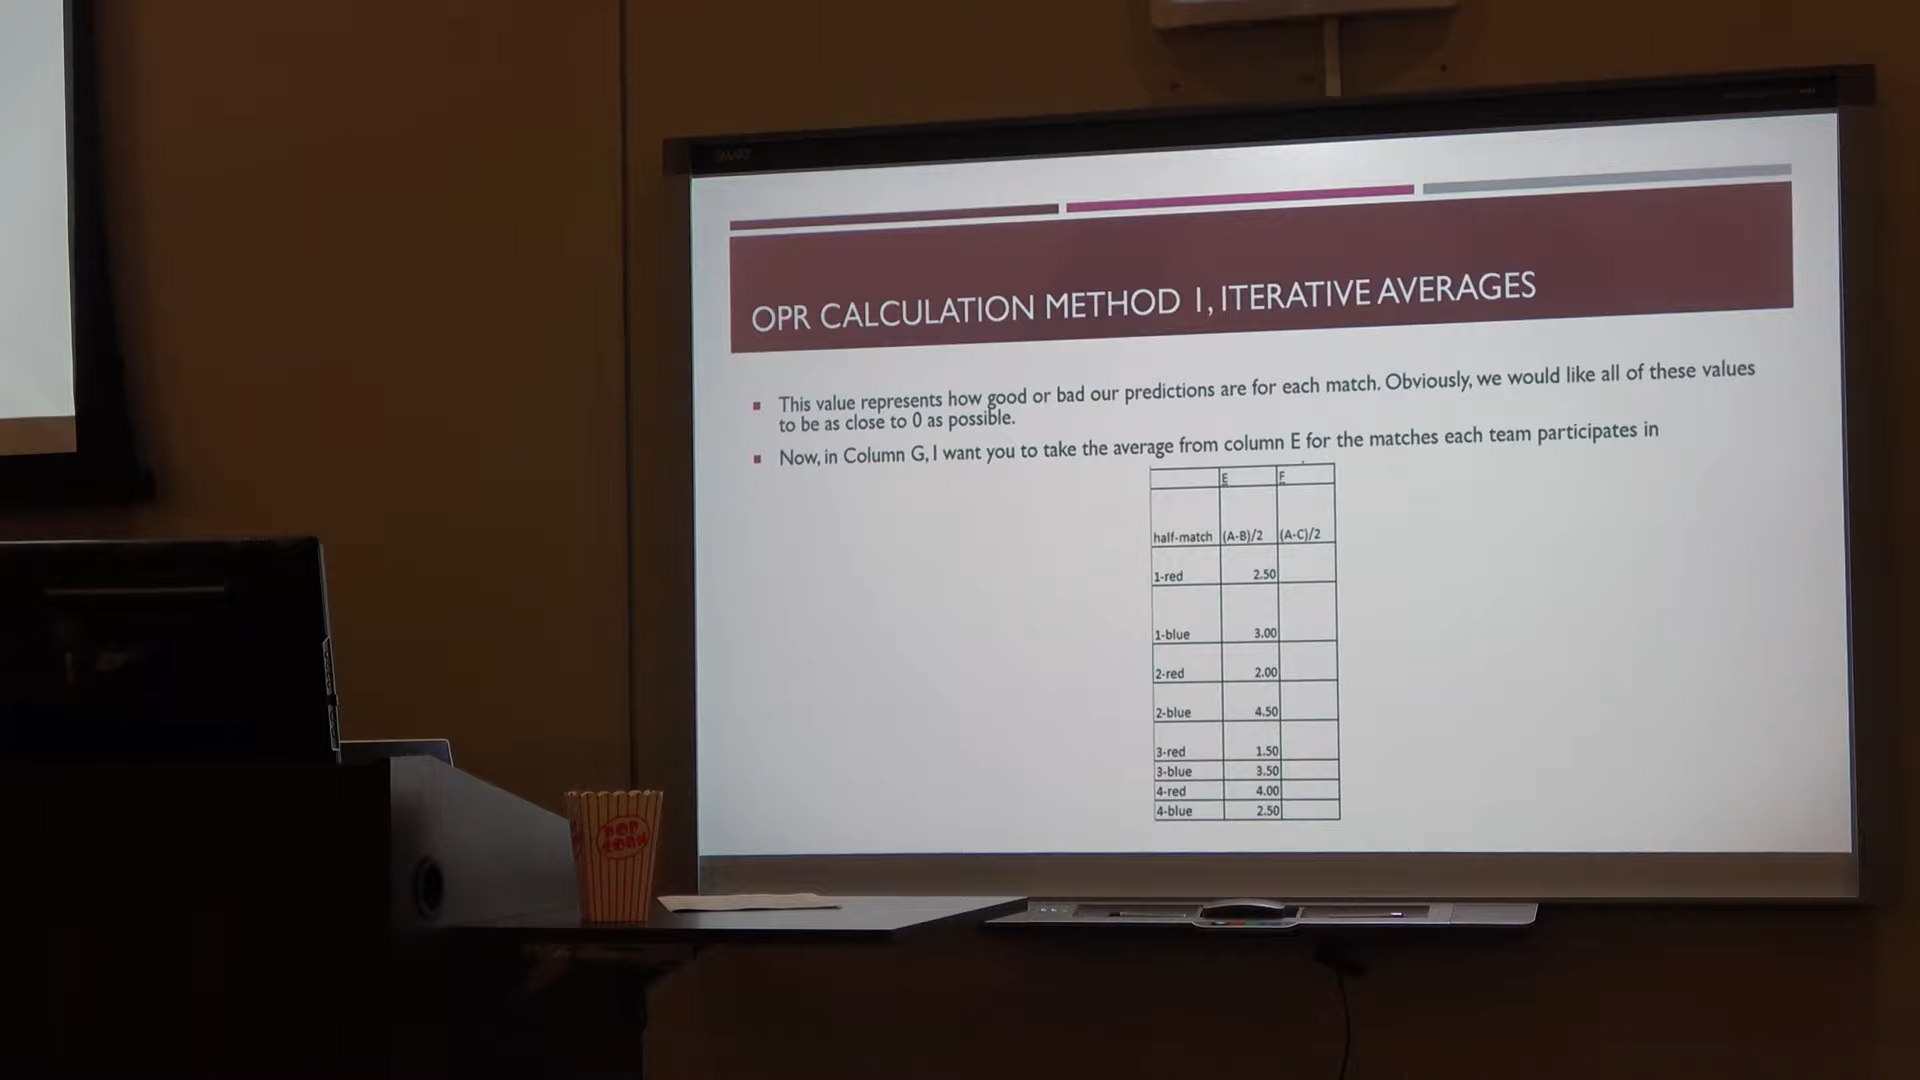 SMART
OPR CALCULATION METHOD 1, ITERATIVE AVERAGES
This value represents how good or bad our predictions are for each match. Obviously, we would like all of these values
to be as close to 0 as possible.
Now, in Column G, I want you to take the average from column E for the matches each team participates in
E F
half-match (A-B)/2 (A-C)/2
1-red 2.50
1-blue 3.00
2-red 2.00
2-blue 4.50
3-red 1.50
3-blue 3.50
4-red 4.00
4-blue 2.50
POP
CORN